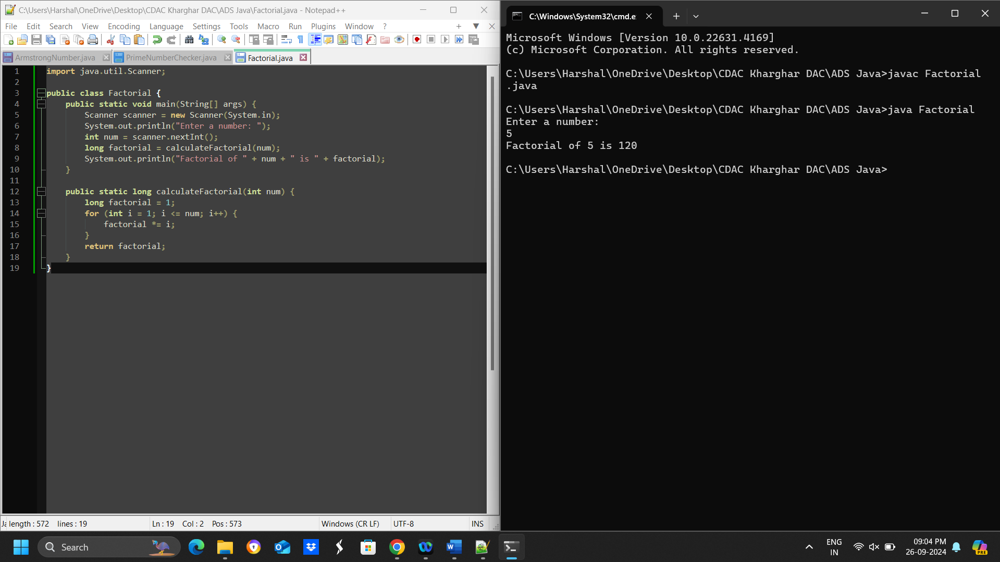 C:\Users\Harshal\OneDrive\Desktop\CDAC Kharghar DAC\ADS Java\Factorial.java - Notepad++
File Edit Search View Encoding Language Settings Tools Macro Run Plugins Window ?
ArmstrongNumber.java PrimeNumberChecker.java Factorial.java
1 import java.util.Scanner;
2
3 public class Factorial {
4 public static void main(String[] args) {
5 Scanner scanner = new Scanner(System.in);
6 System.out.println("Enter a number: ");
7 int num = scanner.nextInt();
8 long factorial = calculateFactorial(num);
9 System.out.println("Factorial of " + num + " is " + factorial);
10 }
11
12 public static long calculateFactorial(int num) {
13 long factorial = 1;
14 for (int i = 1; i <= num; i++) {
15 factorial *= i;
16 }
17 return factorial;
18 }
19 }
Ja length : 572 lines : 19 Ln : 19 Col : 2 Pos : 573 Windows (CR LF) UTF-8 INS
C:\Windows\System32\cmd.e
Microsoft Windows [Version 10.0.22631.4169]
(c) Microsoft Corporation. All rights reserved.
C:\Users\Harshal\OneDrive\Desktop\CDAC Kharghar DAC\ADS Java>javac Factorial
.java
C:\Users\Harshal\OneDrive\Desktop\CDAC Kharghar DAC\ADS Java>java Factorial
Enter a number:
5
Factorial of 5 is 120
C:\Users\Harshal\OneDrive\Desktop\CDAC Kharghar DAC\ADS Java>
Search
ENG
IN
09:04 PM
26-09-2024
PRE